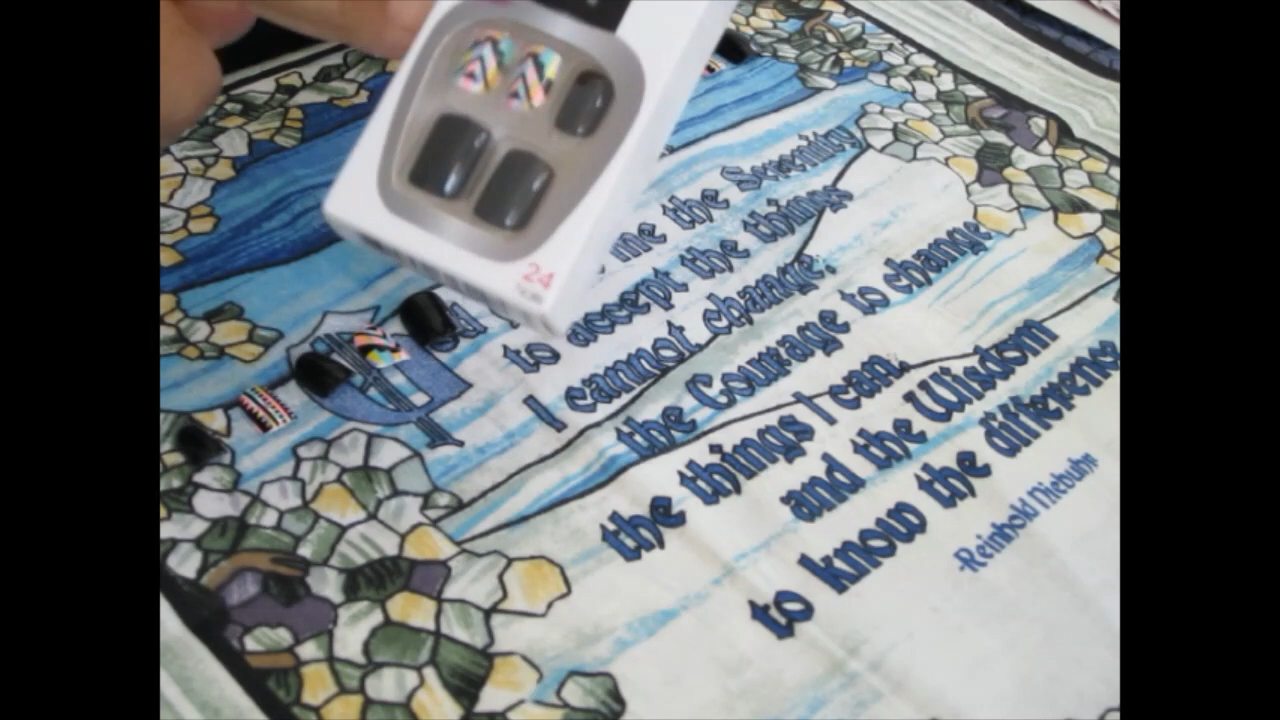 me the Serenity
to accept the things
I cannot change:
the Courage to change
the things I can.
and the Wisdom
to know the differenc
-Reinhold Niebuhr
24